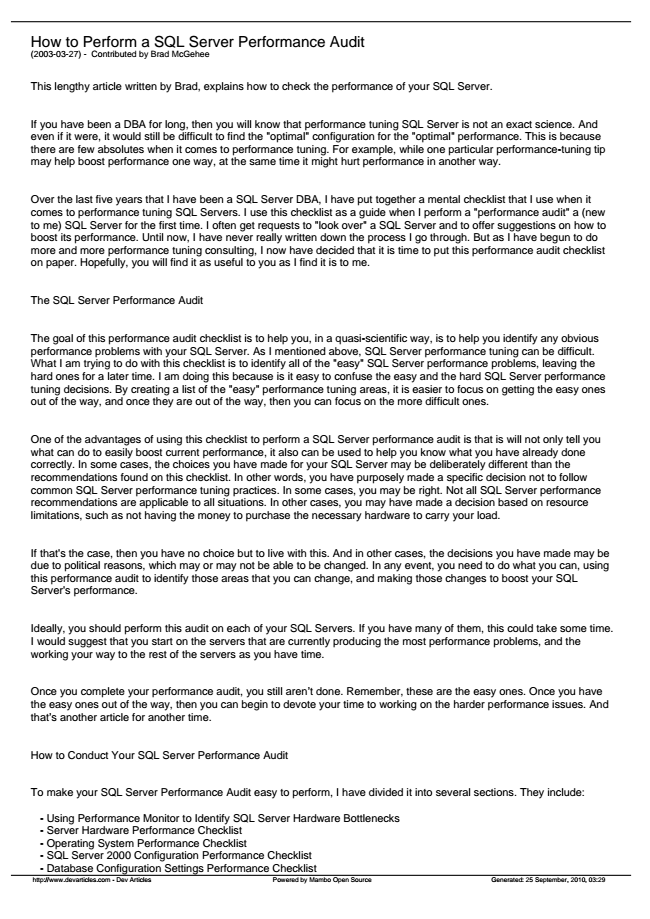 How to Perform a SQL Server Performance Audit
(2003-03-27) - Contributed by Brad McGehee
This lengthy article written by Brad, explains how to check the performance of your SQL Server.
If you have been a DBA for long, then you will know that performance tuning SQL Server is not an exact science. And
even if it were, it would still be difficult to find the "optimal" configuration for the "optimal" performance. This is because
there are few absolutes when it comes to performance tuning. For example, while one particular performance-tuning tip
may help boost performance one way, at the same time it might hurt performance in another way.
Over the last five years that I have been a SQL Server DBA, I have put together a mental checklist that I use when it
comes to performance tuning SQL Servers. I use this checklist as a guide when I perform a "performance audit" a (new
to me) SQL Server for the first time. I often get requests to "look over" a SQL Server and to offer suggestions on how to
boost its performance. Until now, I have never really written down the process I go through. But as I have begun to do
more and more performance tuning consulting, I now have decided that it is time to put this performance audit checklist
on paper. Hopefully, you will find it as useful to you as I find it is to me.
The SQL Server Performance Audit
The goal of this performance audit checklist is to help you, in a quasi-scientific way, is to help you identify any obvious
performance problems with your SQL Server. As I mentioned above, SQL Server performance tuning can be difficult.
What I am trying to do with this checklist is to identify all of the "easy" SQL Server performance problems, leaving the
hard ones for a later time. I am doing this because is it easy to confuse the easy and the hard SQL Server performance
tuning decisions. By creating a list of the "easy" performance tuning areas, it is easier to focus on getting the easy ones
out of the way, and once they are out of the way, then you can focus on the more difficult ones.
One of the advantages of using this checklist to perform a SQL Server performance audit is that is will not only tell you
what can do to easily boost current performance, it also can be used to help you know what you have already done
correctly. In some cases, the choices you have made for your SQL Server may be deliberately different than the
recommendations found on this checklist. In other words, you have purposely made a specific decision not to follow
common SQL Server performance tuning practices. In some cases, you may be right. Not all SQL Server performance
recommendations are applicable to all situations. In other cases, you may have made a decision based on resource
limitations, such as not having the money to purchase the necessary hardware to carry your load.
If that's the case, then you have no choice but to live with this. And in other cases, the decisions you have made may be
due to political reasons, which may or may not be able to be changed. In any event, you need to do what you can, using
this performance audit to identify those areas that you can change, and making those changes to boost your SQL
Server's performance.
Ideally, you should perform this audit on each of your SQL Servers. If you have many of them, this could take some time.
I would suggest that you start on the servers that are currently producing the most performance problems, and the
working your way to the rest of the servers as you have time.
Once you complete your performance audit, you still aren't done. Remember, these are the easy ones. Once you have
the easy ones out of the way, then you can begin to devote your time to working on the harder performance issues. And
that's another article for another time.
How to Conduct Your SQL Server Performance Audit
To make your SQL Server Performance Audit easy to perform, I have divided it into several sections. They include:
- Using Performance Monitor to Identify SQL Server Hardware Bottlenecks
- Server Hardware Performance Checklist
- Operating System Performance Checklist
- SQL Server 2000 Configuration Performance Checklist
- Database Configuration Settings Performance Checklist
http://www.devarticles.com - Dev Articles Powered by Mambo Open Source Generated: 25 September, 2010, 03:29